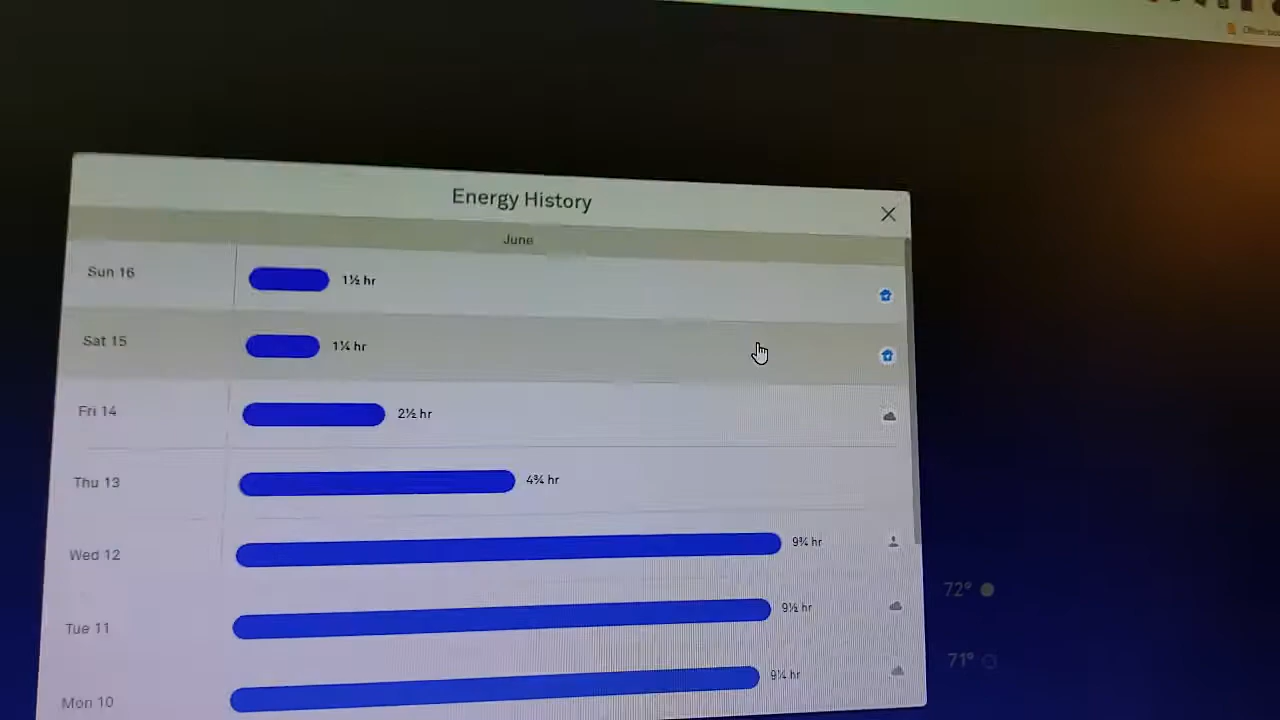 Energy History
June
Sun 16 1½ hr
Sat 15 1¼ hr
Fri 14 2½ hr
Thu 13 4¾ hr
Wed 12 9¾ hr
Tue 11 9½ hr
72°
71°
Mon 10 9¼ hr